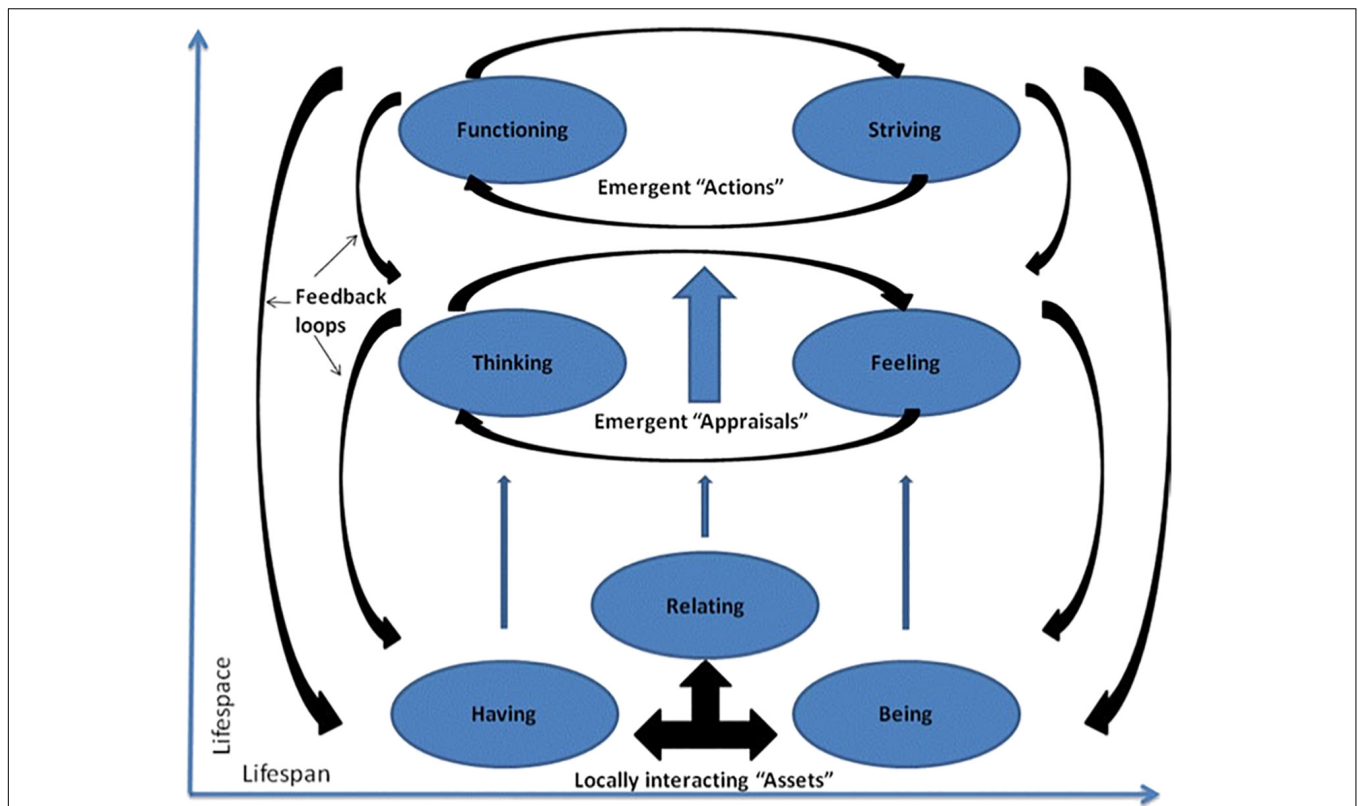 Functioning
Striving
Emergent “Actions”
Feedback
loops
Thinking
Feeling
Emergent “Appraisals”
Relating
Having
Being
Locally interacting “Assets”
Lifespace
Lifespan